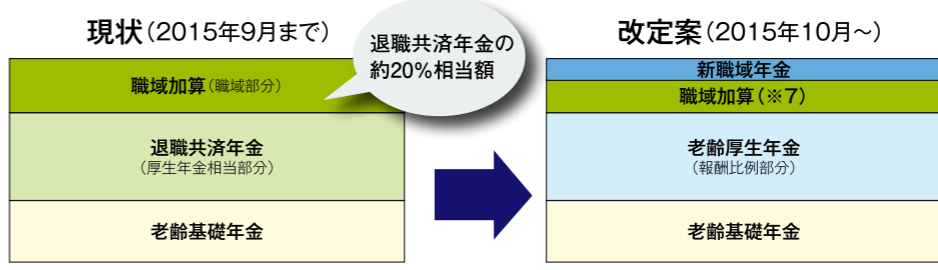 現状(2015年9月まで)
退職共済年金の
約20%相当額
職域加算(職域部分)
退職共済年金
(厚生年金相当部分)
老齢基礎年金
改定案(2015年10月~)
新職域年金
職域加算(※7)
老齢厚生年金
(報酬比例部分)
老齢基礎年金